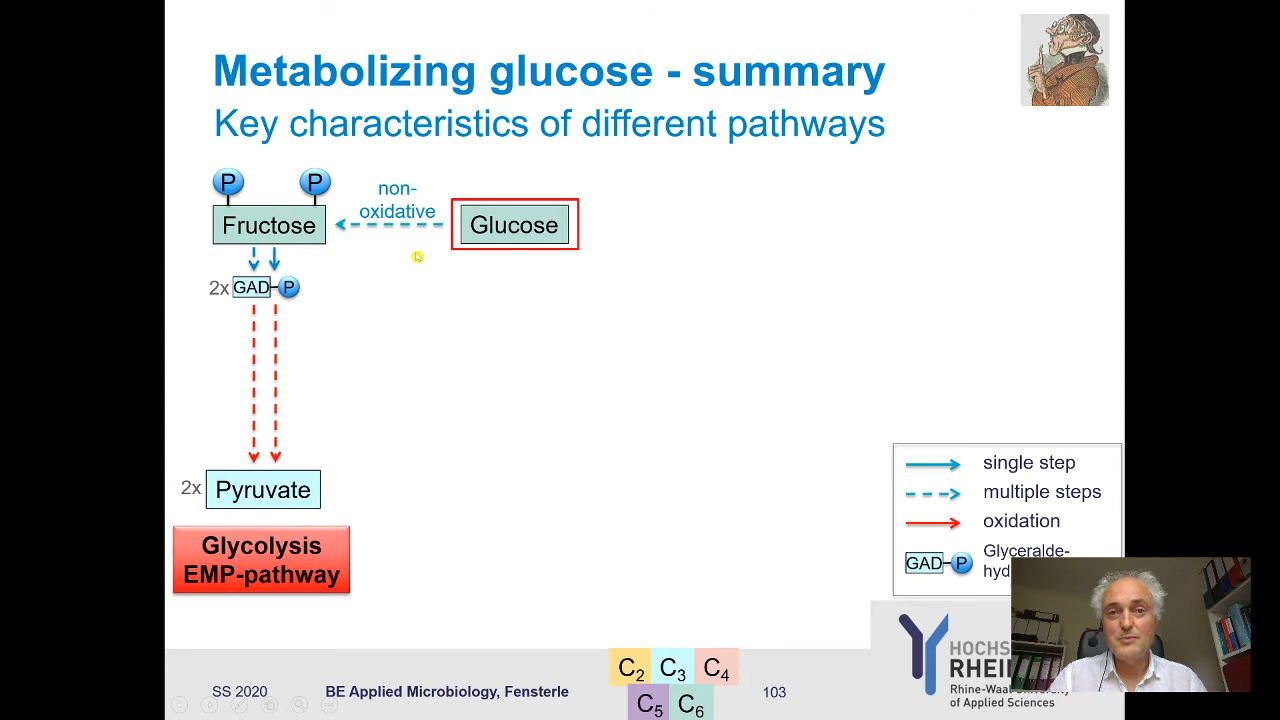 Metabolizing glucose - summary
Key characteristics of different pathways
P
P
non-
oxidative
Fructose
Glucose
2x GAD P
2x Pyruvate
Glycolysis
EMP-pathway
single step
multiple steps
oxidation
GAD P Glyceralde-
hyd
HOCHS
RHEI
Rhine-Waal
of Applied Sciences
C2 C3 C4
C5 C6
SS 2020 BE Applied Microbiology, Fensterle 103